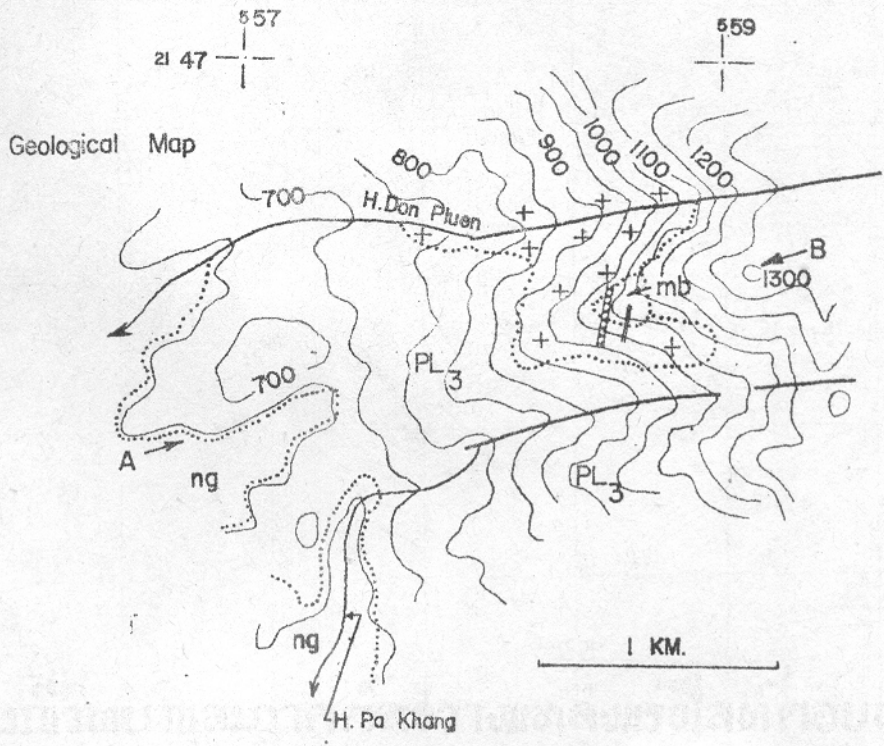 557
559
21 47
Geological Map
800
900
1000
1100
1200
700
H. Don Pluen
B
1300
mb
PL3
700
A
ng
PL3
ng
1 KM.
H. Pa Khang